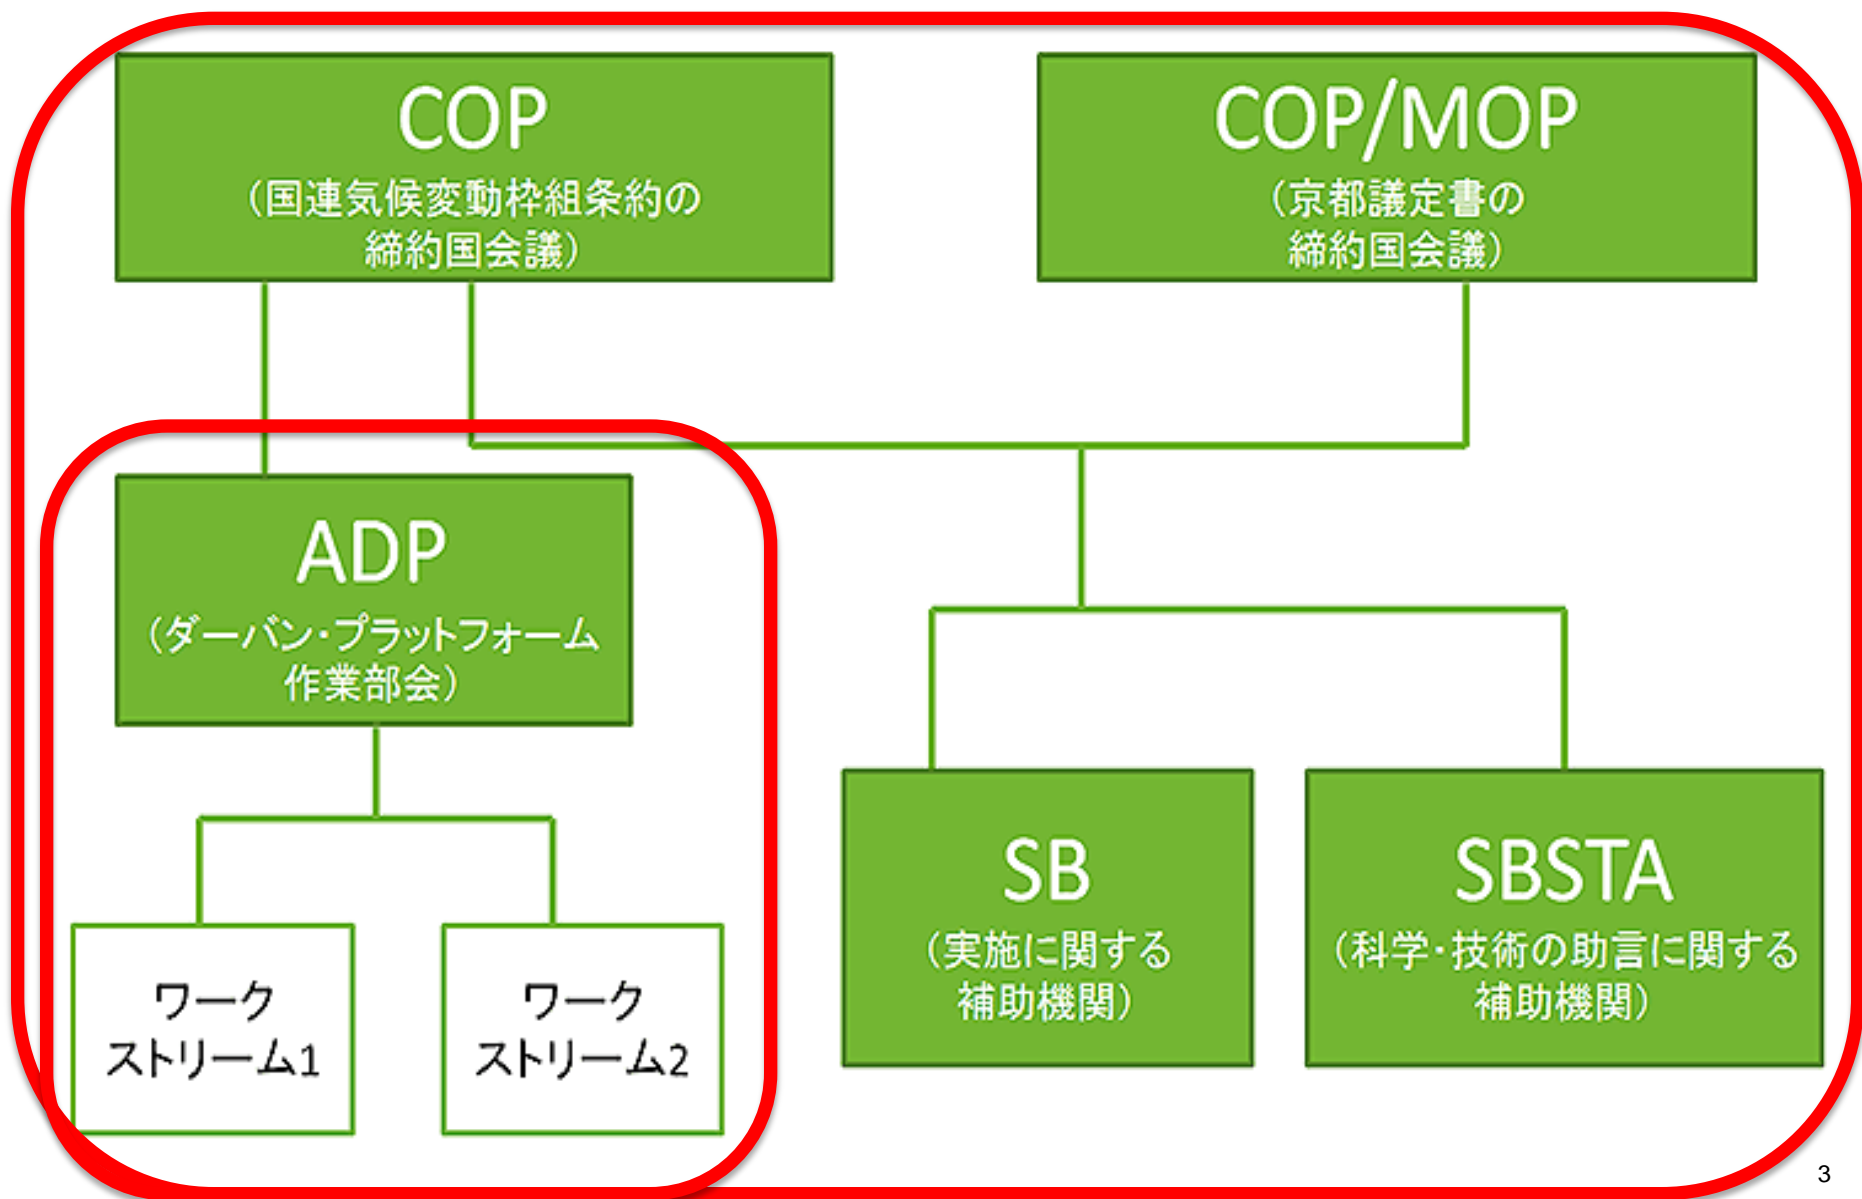 COP
（国連気候変動枠組条約の
締約国会議）
COP/MOP
（京都議定書の
締約国会議）
ADP
（ダーバン・プラットフォーム
作業部会）
ワーク
ストリーム1
ワーク
ストリーム2
SB
（実施に関する
補助機関）
SBSTA
（科学・技術の助言に関する
補助機関）
3